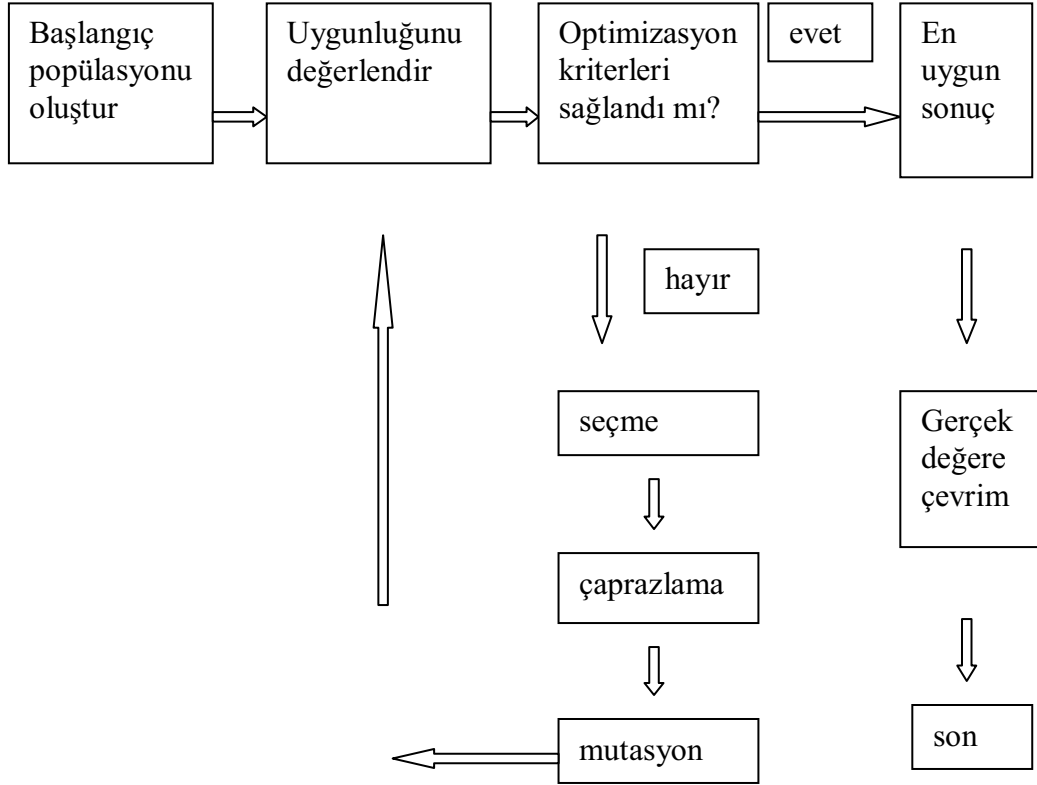 Başlangıç
popülasyonu
oluştur
Uygunluğunu
değerlendir
Optimizasyon
kriterleri
sağlandı mı?
evet
En
uygun
sonuç
hayır
seçme
çaprazlama
mutasyon
Gerçek
değere
çevrim
son